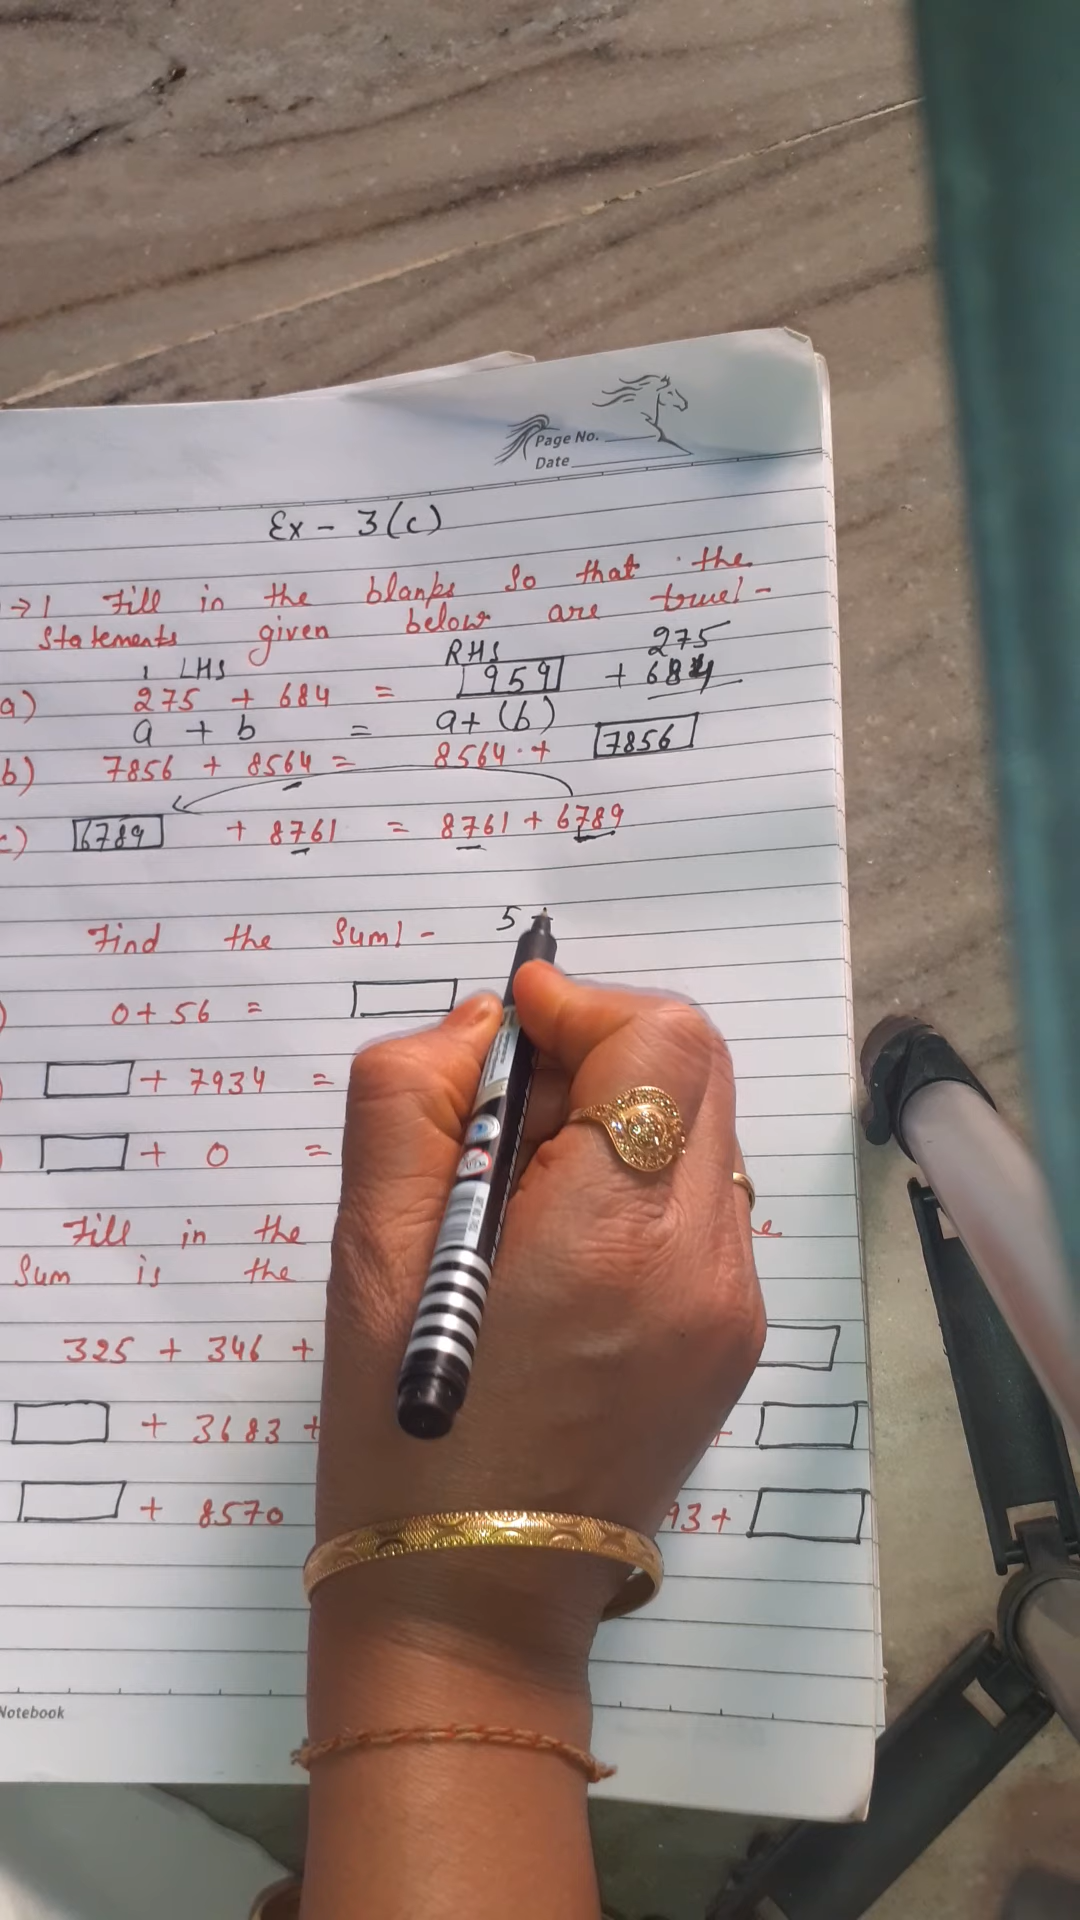 Page No.
Date
Ex - 3(c)
→1 Fill in the blanks so that the
statements given below are true! -
LHS RHS 275
a) 275 + 684 = 959 + 684
a + b = a + (b)
b) 7856 + 8564 = 8564 + 7856
c) 6789 + 8761 = 8761 + 6789
Find the Sum! - 5
0 + 56 =
+ 7934 =
+ 0 =
Fill in the
Sum is the
325 + 346 +
+ 3683 +
+ 8570 93 +
Notebook